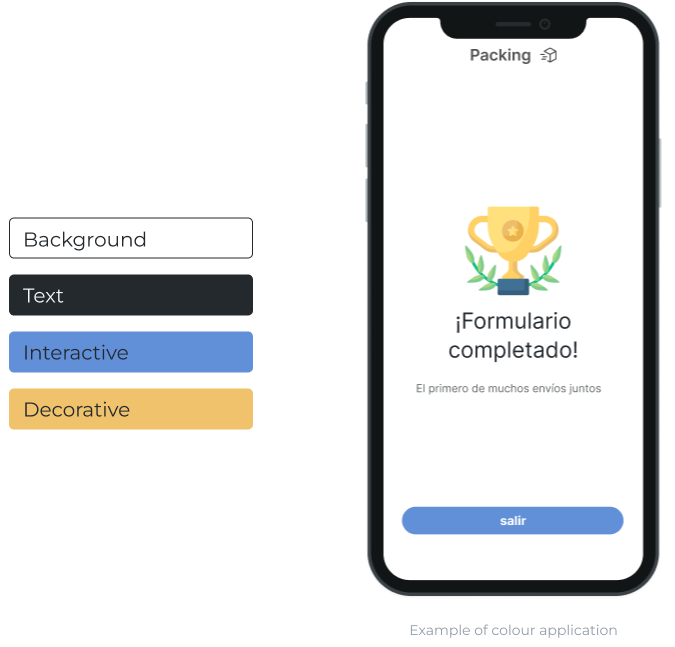 Background
Text
Interactive
Decorative
Packing
¡Formulario
completado!
El primero de muchos envíos juntos
salir
Example of colour application